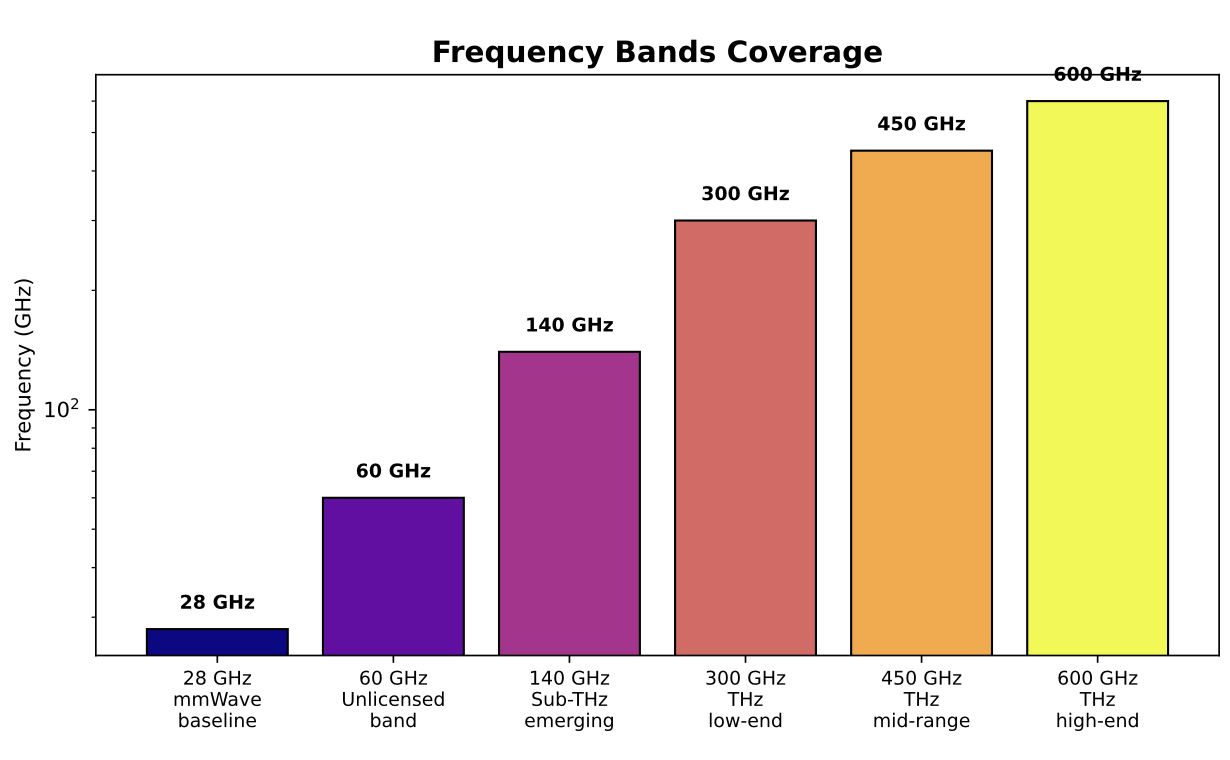 Frequency Bands Coverage
600 GHz
450 GHz
300 GHz
140 GHz
60 GHz
28 GHz
Frequency (GHz)
10²
28 GHz
mmWave
baseline
60 GHz
Unlicensed
band
140 GHz
Sub-THz
emerging
300 GHz
THz
low-end
450 GHz
THz
mid-range
600 GHz
THz
high-end